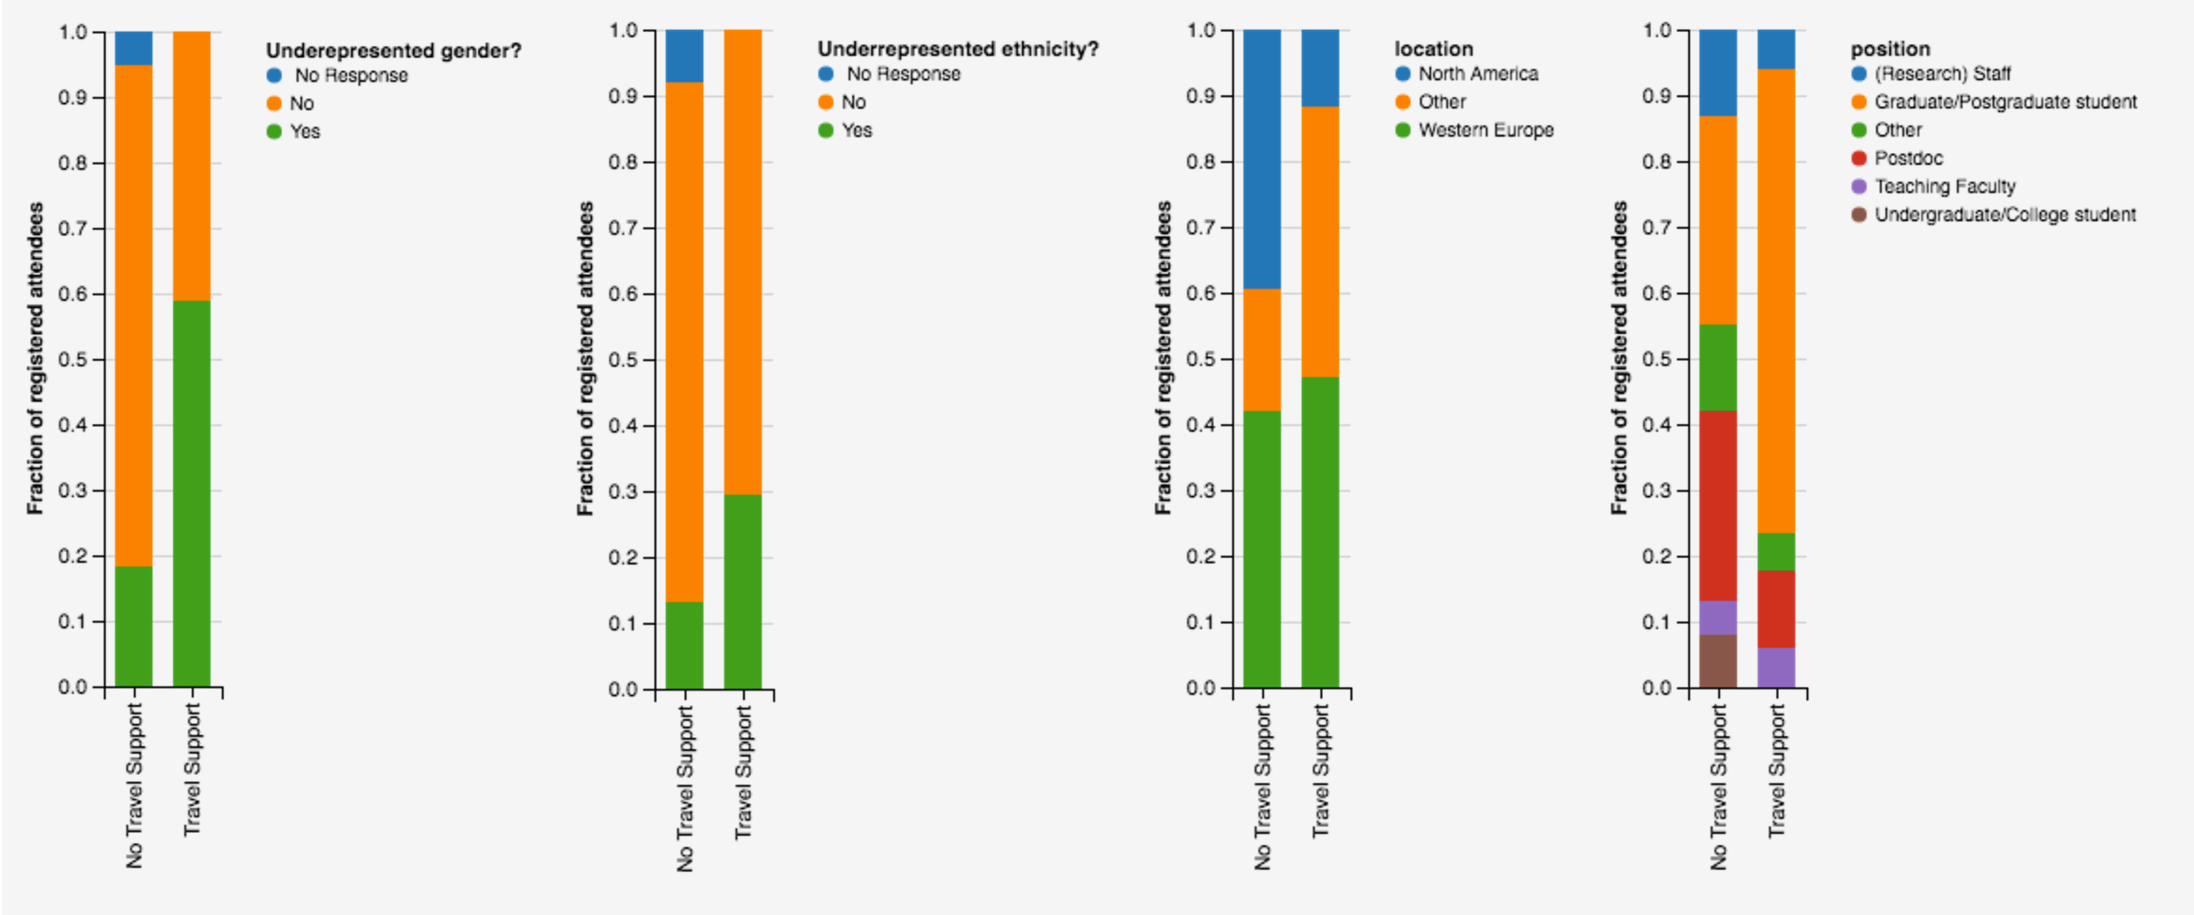 Underepresented gender?
No Response
No
Yes
1.0
0.9
0.8
0.7
0.6
0.5
0.4
0.3
0.2
0.1
0.0
Fraction of registered attendees
No Travel Support
Travel Support
Underrepresented ethnicity?
No Response
No
Yes
1.0
0.9
0.8
0.7
0.6
0.5
0.4
0.3
0.2
0.1
0.0
Fraction of registered attendees
No Travel Support
Travel Support
location
North America
Other
Western Europe
1.0
0.9
0.8
0.7
0.6
0.5
0.4
0.3
0.2
0.1
0.0
Fraction of registered attendees
No Travel Support
Travel Support
position
(Research) Staff
Graduate/Postgraduate student
Other
Postdoc
Teaching Faculty
Undergraduate/College student
1.0
0.9
0.8
0.7
0.6
0.5
0.4
0.3
0.2
0.1
0.0
Fraction of registered attendees
No Travel Support
Travel Support